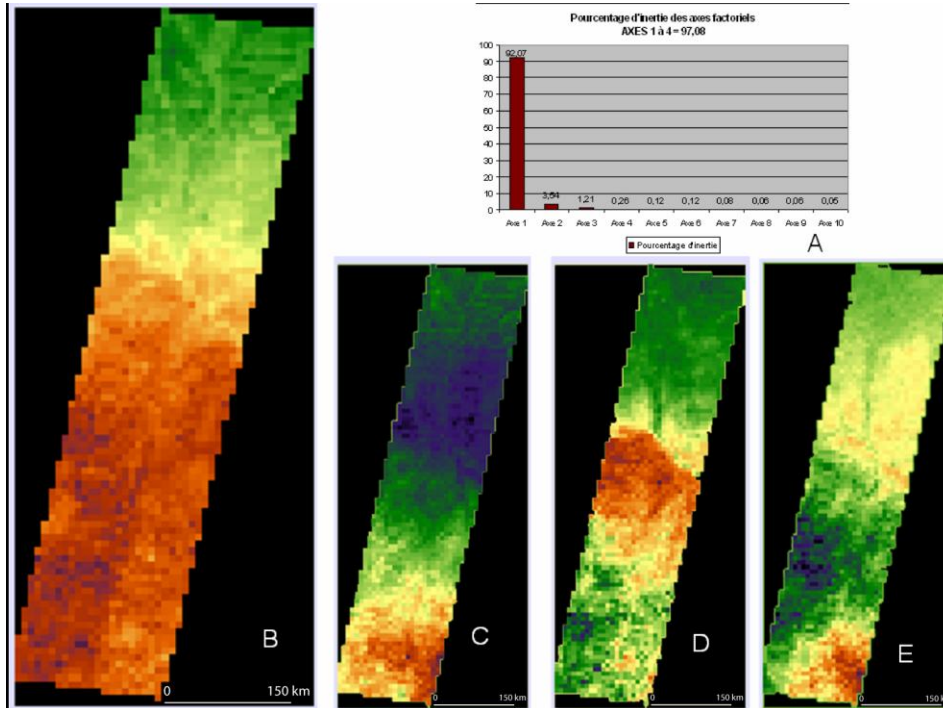 Pourcentage d'inertie des axes factoriels
AXES 1 à 4 = 97,08
100
90
80
70
60
50
40
30
20
10
0
92,07
3,54
1,21
0,26
0,12
0,12
0,08
0,06
0,06
0,05
Axe 1 Axe 2 Axe 3 Axe 4 Axe 5 Axe 6 Axe 7 Axe 8 Axe 9 Axe 10
Pourcentage d'inertie
A
B
0 150 km
C
0 150 km
D
0 150 km
E
0 150 km